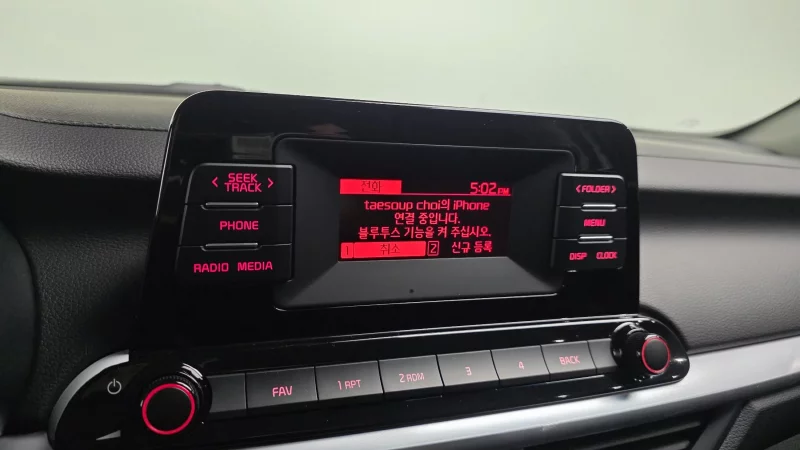 SEEK
TRACK
PHONE
RADIO MEDIA
전화 5:02 PM
taesoup choi의 iPhone
연결 중입니다.
블루투스 기능을 켜 주십시오.
1 취소 2 신규 등록
FOLDER
MENU
DISP CLOCK
FAV 1 RPT 2 RDM 3 4 BACK